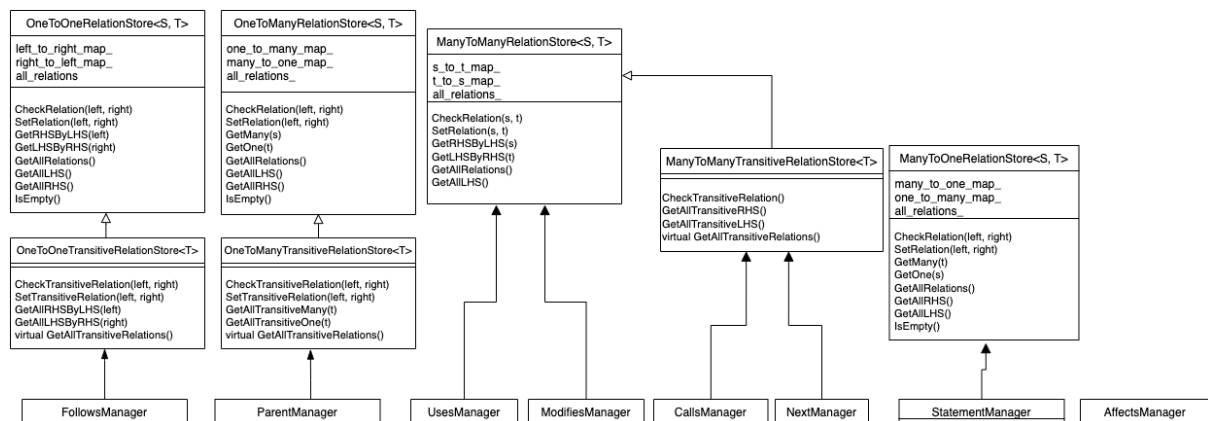 OneToOneRelationStore<S, T>
left_to_right_map_
right_to_left_map_
all_relations
CheckRelation(left, right)
SetRelation(left, right)
GetRHSByLHS(left)
GetLHSByRHS(right)
GetAllRelations()
GetAllLHS()
GetAllRHS()
IsEmpty()
OneToManyRelationStore<S, T>
one_to_many_map_
many_to_one_map_
all_relations_
CheckRelation(left, right)
SetRelation(left, right)
GetMany(s)
GetOne(t)
GetAllRelations()
GetAllLHS()
GetAllRHS()
IsEmpty()
ManyToManyRelationStore<S, T>
s_to_t_map_
t_to_s_map_
all_relations_
CheckRelation(s, t)
SetRelation(s, t)
GetRHSByLHS(s)
GetLHSByRHS(t)
GetAllRelations()
GetAllLHS()
ManyToManyTransitiveRelationStore<T>
CheckTransitiveRelation()
GetAllTransitiveRHS()
GetAllTransitiveLHS()
virtual GetAllTransitiveRelations()
ManyToOneRelationStore<S, T>
many_to_one_map_
one_to_many_map_
all_relations_
CheckRelation(left, right)
SetRelation(left, right)
GetMany(t)
GetOne(s)
GetAllRelations()
GetAllRHS()
GetAllLHS()
IsEmpty()
OneToOneTransitiveRelationStore<T>
CheckTransitiveRelation(left, right)
SetTransitiveRelation(left, right)
GetAllRHSByLHS(left)
GetAllLHSByRHS(right)
virtual GetAllTransitiveRelations()
OneToManyTransitiveRelationStore<T>
CheckTransitiveRelation(left, right)
SetTransitiveRelation(left, right)
GetAllTransitiveMany(t)
GetAllTransitiveOne(t)
virtual GetAllTransitiveRelations()
FollowsManager
ParentManager
UsesManager
ModifiesManager
CallsManager
NextManager
StatementManager
AffectsManager